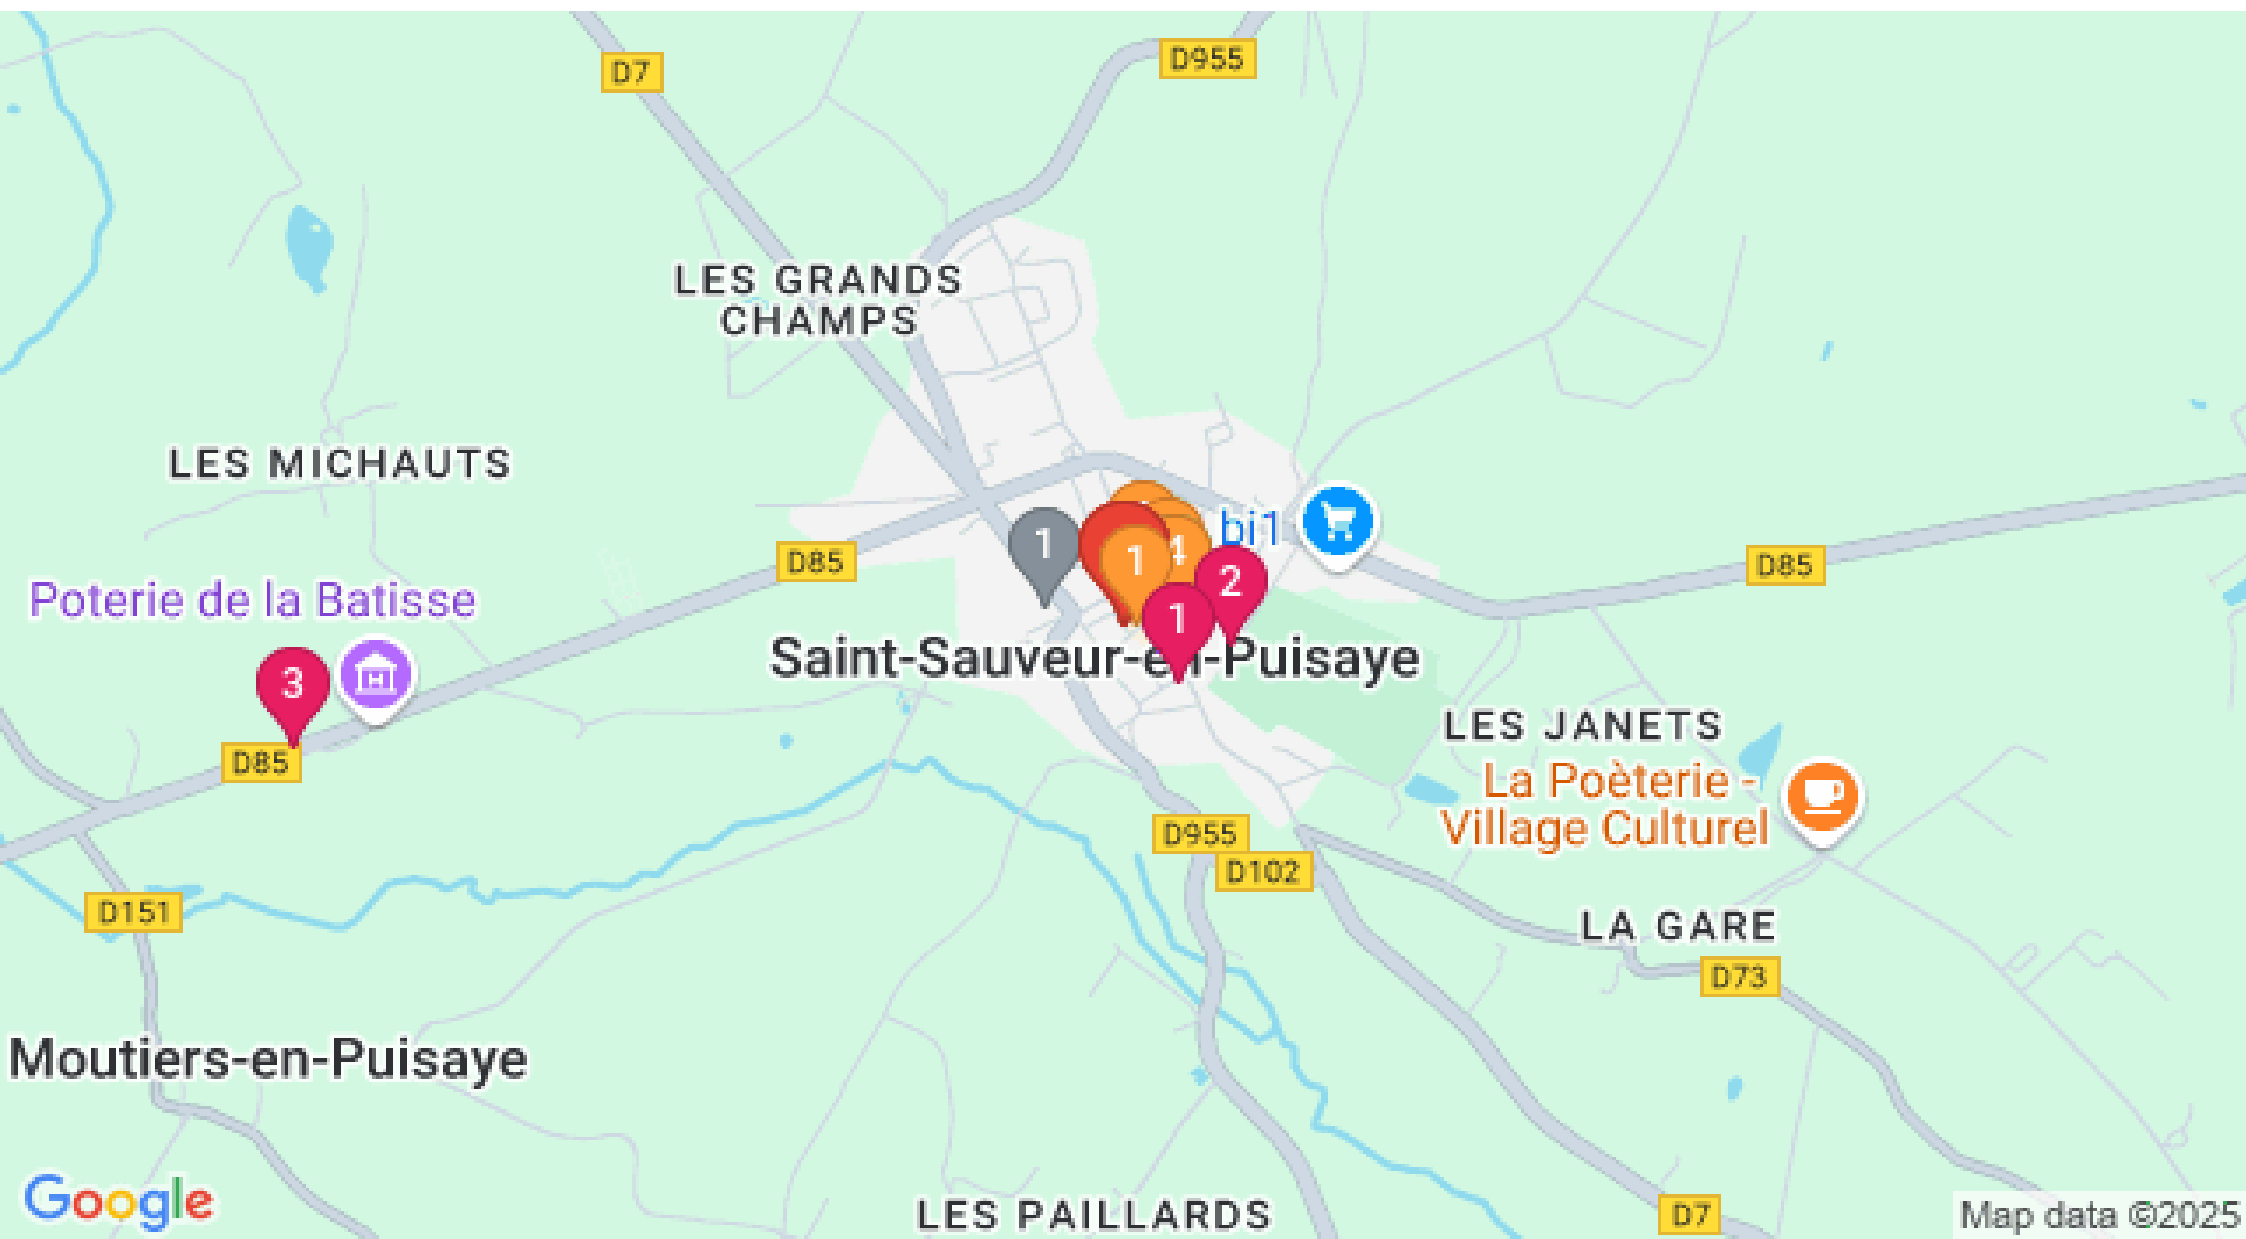 D7
D955
LES GRANDS
CHAMPS
LES MICHAUTS
bi1
1
1
4
D85
D85
2
1
Poterie de la Batisse
Saint-Sauveur-en-Puisaye
3
D85
LES JANETS
La Poèterie -
Village Culturel
D955
D102
D151
LA GARE
D73
Moutiers-en-Puisaye
Google
LES PAILLARDS
D7
Map data ©2025